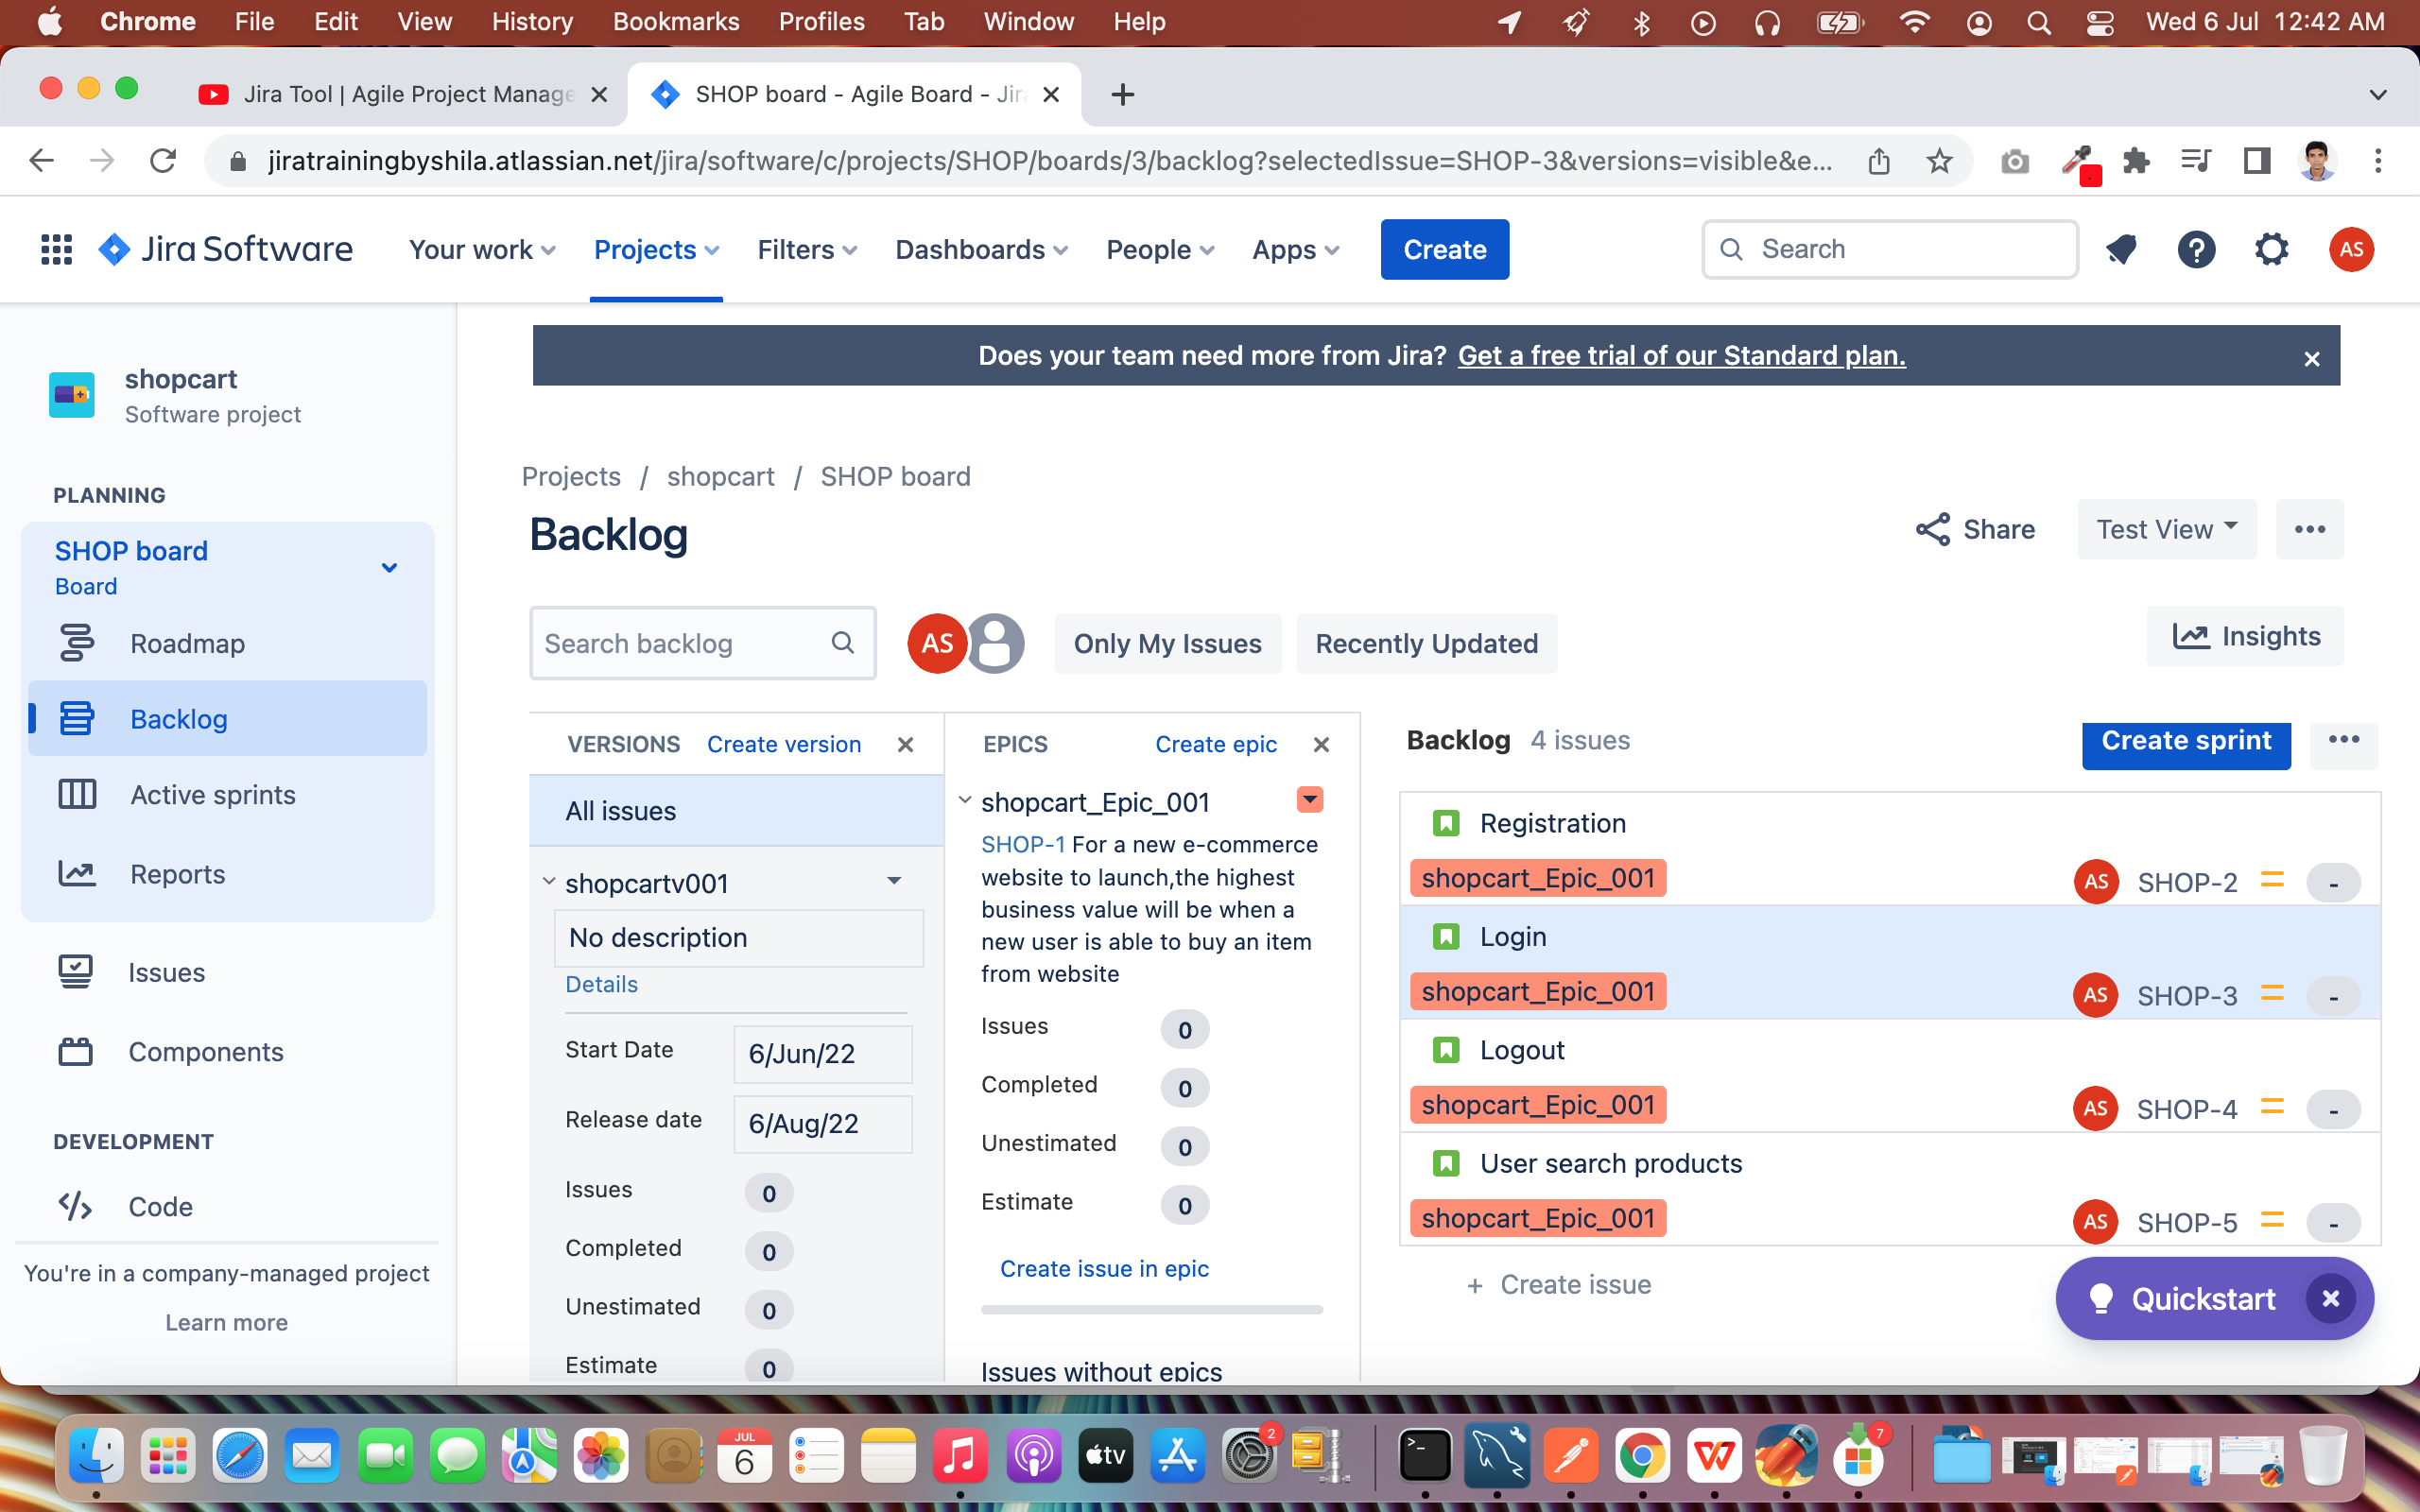 Chrome File Edit View History Bookmarks Profiles Tab Window Help Wed 6 Jul 12:42 AM
Jira Tool | Agile Project Manage
SHOP board - Agile Board - Jir
jiratrainingbyshila.atlassian.net/jira/software/c/projects/SHOP/boards/3/backlog?selectedIssue=SHOP-3&versions=visible&e...
Jira Software Your work Projects Filters Dashboards People Apps Create Search AS
shopcart
Software project
PLANNING
SHOP board
Board
Roadmap
Backlog
Active sprints
Reports
Issues
Components
DEVELOPMENT
Code
You're in a company-managed project
Learn more
Does your team need more from Jira? Get a free trial of our Standard plan.
Projects / shopcart / SHOP board
Backlog
Share
Test View
Search backlog
AS
Only My Issues
Recently Updated
Insights
VERSIONS Create version
All issues
shopcartv001
No description
Details
Start Date 6/Jun/22
Release date 6/Aug/22
Issues 0
Completed 0
Unestimated 0
Estimate 0
EPICS Create epic
shopcart_Epic_001
SHOP-1 For a new e-commerce
website to launch,the highest
business value will be when a
new user is able to buy an item
from website
Issues 0
Completed 0
Unestimated 0
Estimate 0
Create issue in epic
Issues without epics
Backlog 4 issues
Create sprint
Registration
shopcart_Epic_001 AS SHOP-2 -
Login
shopcart_Epic_001 AS SHOP-3 -
Logout
shopcart_Epic_001 AS SHOP-4 -
User search products
shopcart_Epic_001 AS SHOP-5 -
+ Create issue
Quickstart
JUL
6
tv
2
7